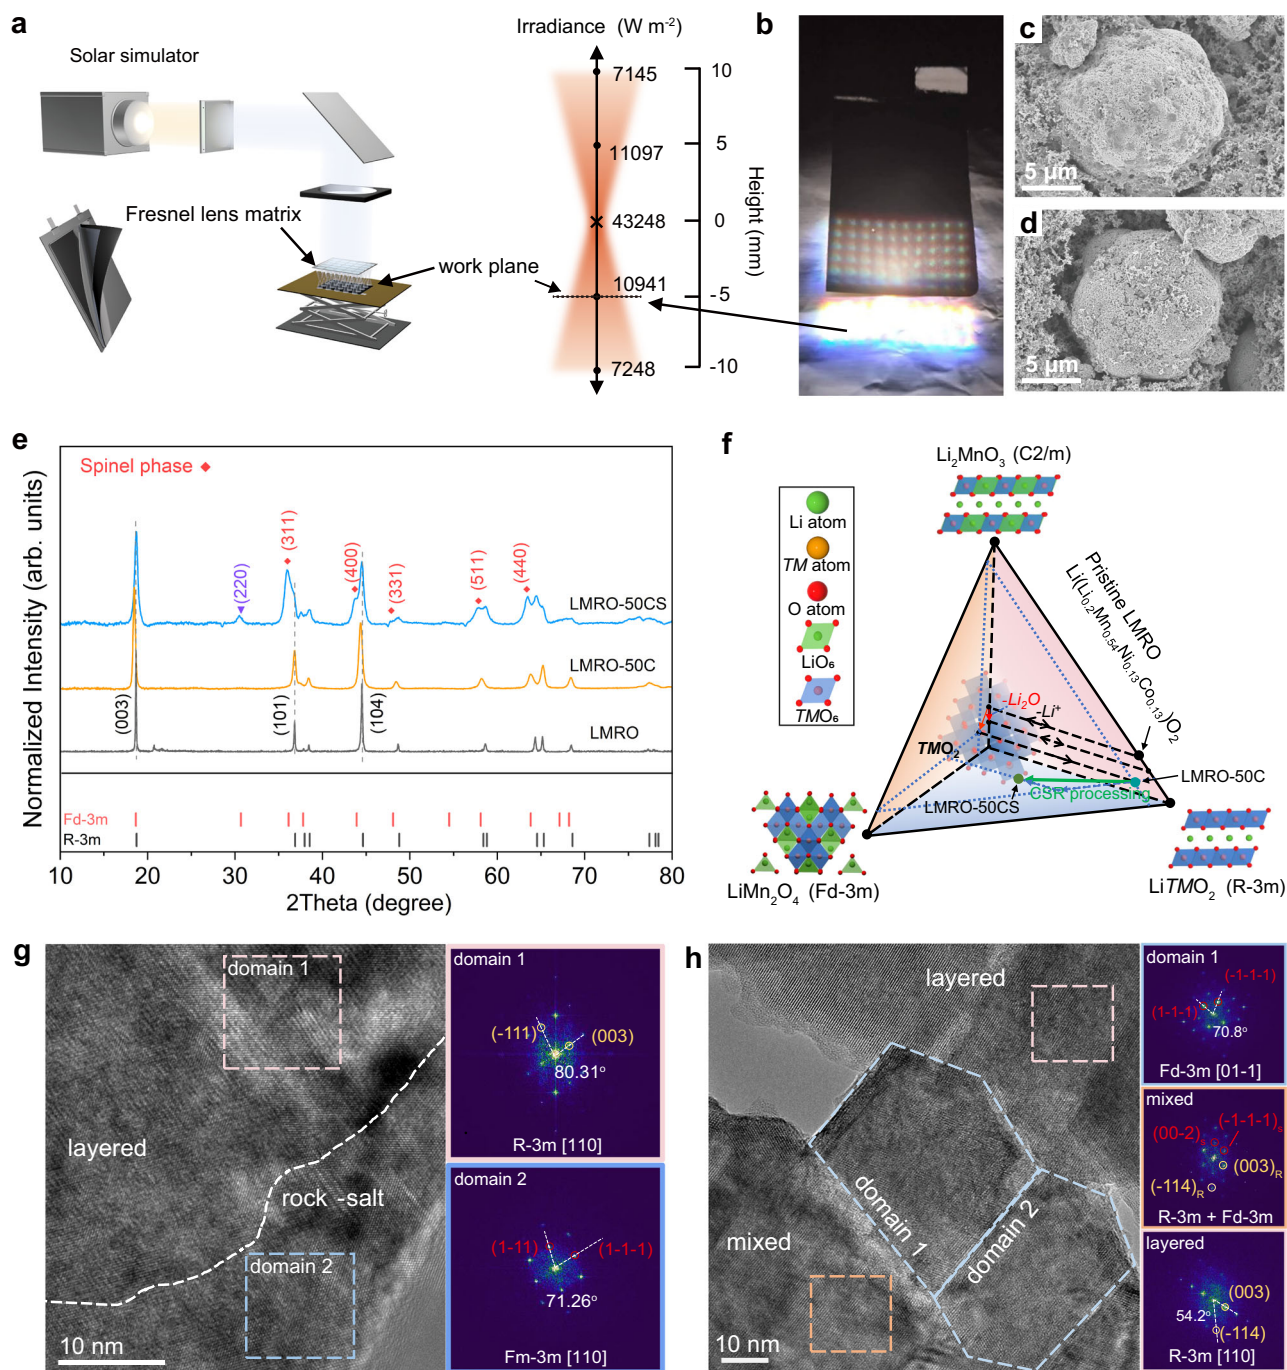 a
Solar simulator
Fresnel lens matrix
work plane
Irradiance (W m-2)
7145
11097
43248
10941
7248
10
5
0
-5
-10
Height (mm)
b
c
5 µm
d
5 µm
e
Normalized Intensity (arb. units)
Spinel phase
(220)
(311)
(400)
(331)
(511)
(440)
LMRO-50CS
LMRO-50C
(003)
(101)
(104)
LMRO
Fd-3m
R-3m
10 20 30 40 50 60 70 80
2Theta (degree)
f
Li2MnO3 (C2/m)
Li atom
TM atom
O atom
LiO6
TMO6
Pristine LMRO
Li(Li0.2Mn0.54Ni0.13Co0.13)O2
-Li2O
-Li+
TMO2
LMRO-50C
CSR processing
LMRO-50CS
LiMn2O4 (Fd-3m)
LiTMO2 (R-3m)
g
domain 1
layered
rock -salt
domain 2
10 nm
domain 1
(-111)
(003)
80.31°
R-3m [110]
domain 2
(1-11)
(1-1-1)
71.26°
Fm-3m [110]
h
layered
domain 1
domain 2
mixed
10 nm
domain 1
(-1-1-1)
(1-1-1)
70.8°
Fd-3m [01-1]
mixed
(00-2)S
(-1-1-1)S
(003)R
(-114)R
R-3m + Fd-3m
layered
(003)
54.2°
(-114)
R-3m [110]